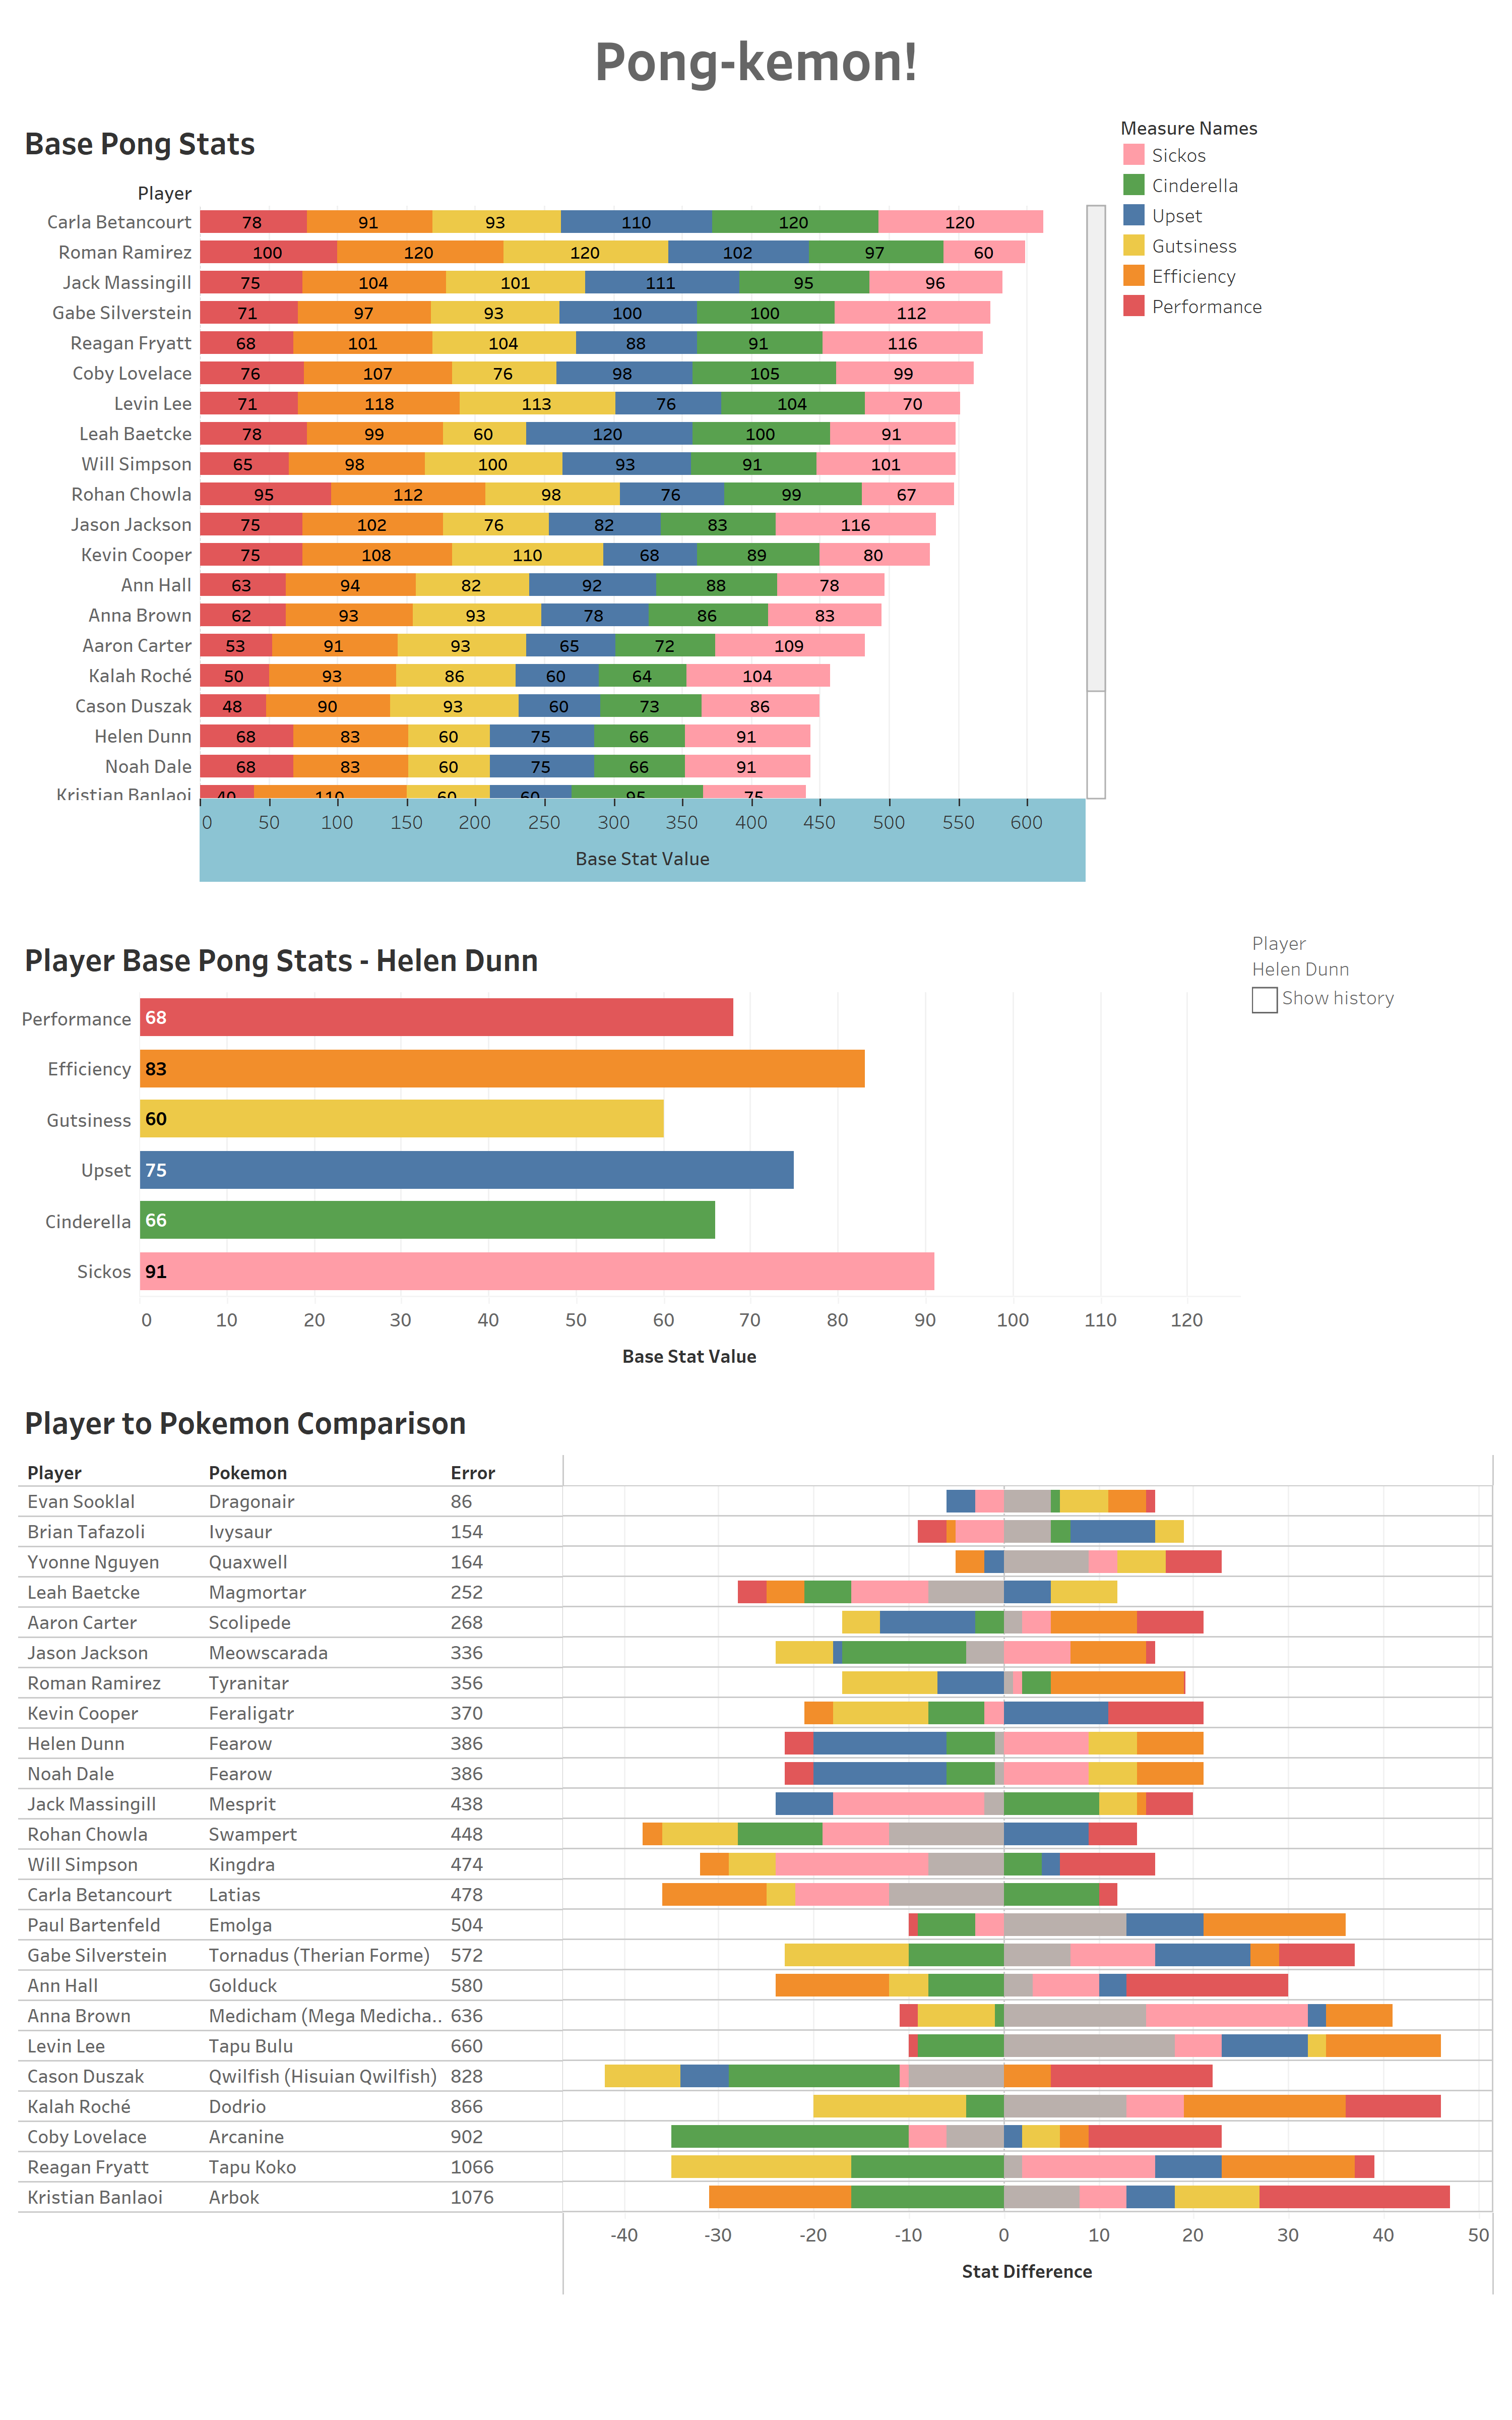 Pong-kemon!
Base Pong Stats
Measure Names
Sickos
Cinderella
Upset
Gutsiness
Efficiency
Performance
Player
Carla Betancourt 78 91 93 110 120 120
Roman Ramirez 100 120 120 102 97 60
Jack Massingill 75 104 101 111 95 96
Gabe Silverstein 71 97 93 100 100 112
Reagan Fryatt 68 101 104 88 91 116
Coby Lovelace 76 107 76 98 105 99
Levin Lee 71 118 113 76 104 70
Leah Baetcke 78 99 60 120 100 91
Will Simpson 65 98 100 93 91 101
Rohan Chowla 95 112 98 76 99 67
Jason Jackson 75 102 76 82 83 116
Kevin Cooper 75 108 110 68 89 80
Ann Hall 63 94 82 92 88 78
Anna Brown 62 93 93 78 86 83
Aaron Carter 53 91 93 65 72 109
Kalah Roché 50 93 86 60 64 104
Cason Duszak 48 90 93 60 73 86
Helen Dunn 68 83 60 75 66 91
Noah Dale 68 83 60 75 66 91
Kristian Banlaoi 40 110 60 60 95 75
0 50 100 150 200 250 300 350 400 450 500 550 600
Base Stat Value
Player Base Pong Stats - Helen Dunn
Player
Helen Dunn
Show history
Performance 68
Efficiency 83
Gutsiness 60
Upset 75
Cinderella 66
Sickos 91
0 10 20 30 40 50 60 70 80 90 100 110 120
Base Stat Value
Player to Pokemon Comparison
Player Pokemon Error
Evan Sooklal Dragonair 86
Brian Tafazoli Ivysaur 154
Yvonne Nguyen Quaxwell 164
Leah Baetcke Magmortar 252
Aaron Carter Scolipede 268
Jason Jackson Meowscarada 336
Roman Ramirez Tyranitar 356
Kevin Cooper Feraligatr 370
Helen Dunn Fearow 386
Noah Dale Fearow 386
Jack Massingill Mesprit 438
Rohan Chowla Swampert 448
Will Simpson Kingdra 474
Carla Betancourt Latias 478
Paul Bartenfeld Emolga 504
Gabe Silverstein Tornadus (Therian Forme) 572
Ann Hall Golduck 580
Anna Brown Medicham (Mega Medicha.. 636
Levin Lee Tapu Bulu 660
Cason Duszak Qwilfish (Hisuian Qwilfish) 828
Kalah Roché Dodrio 866
Coby Lovelace Arcanine 902
Reagan Fryatt Tapu Koko 1066
Kristian Banlaoi Arbok 1076
-40 -30 -20 -10 0 10 20 30 40 50
Stat Difference